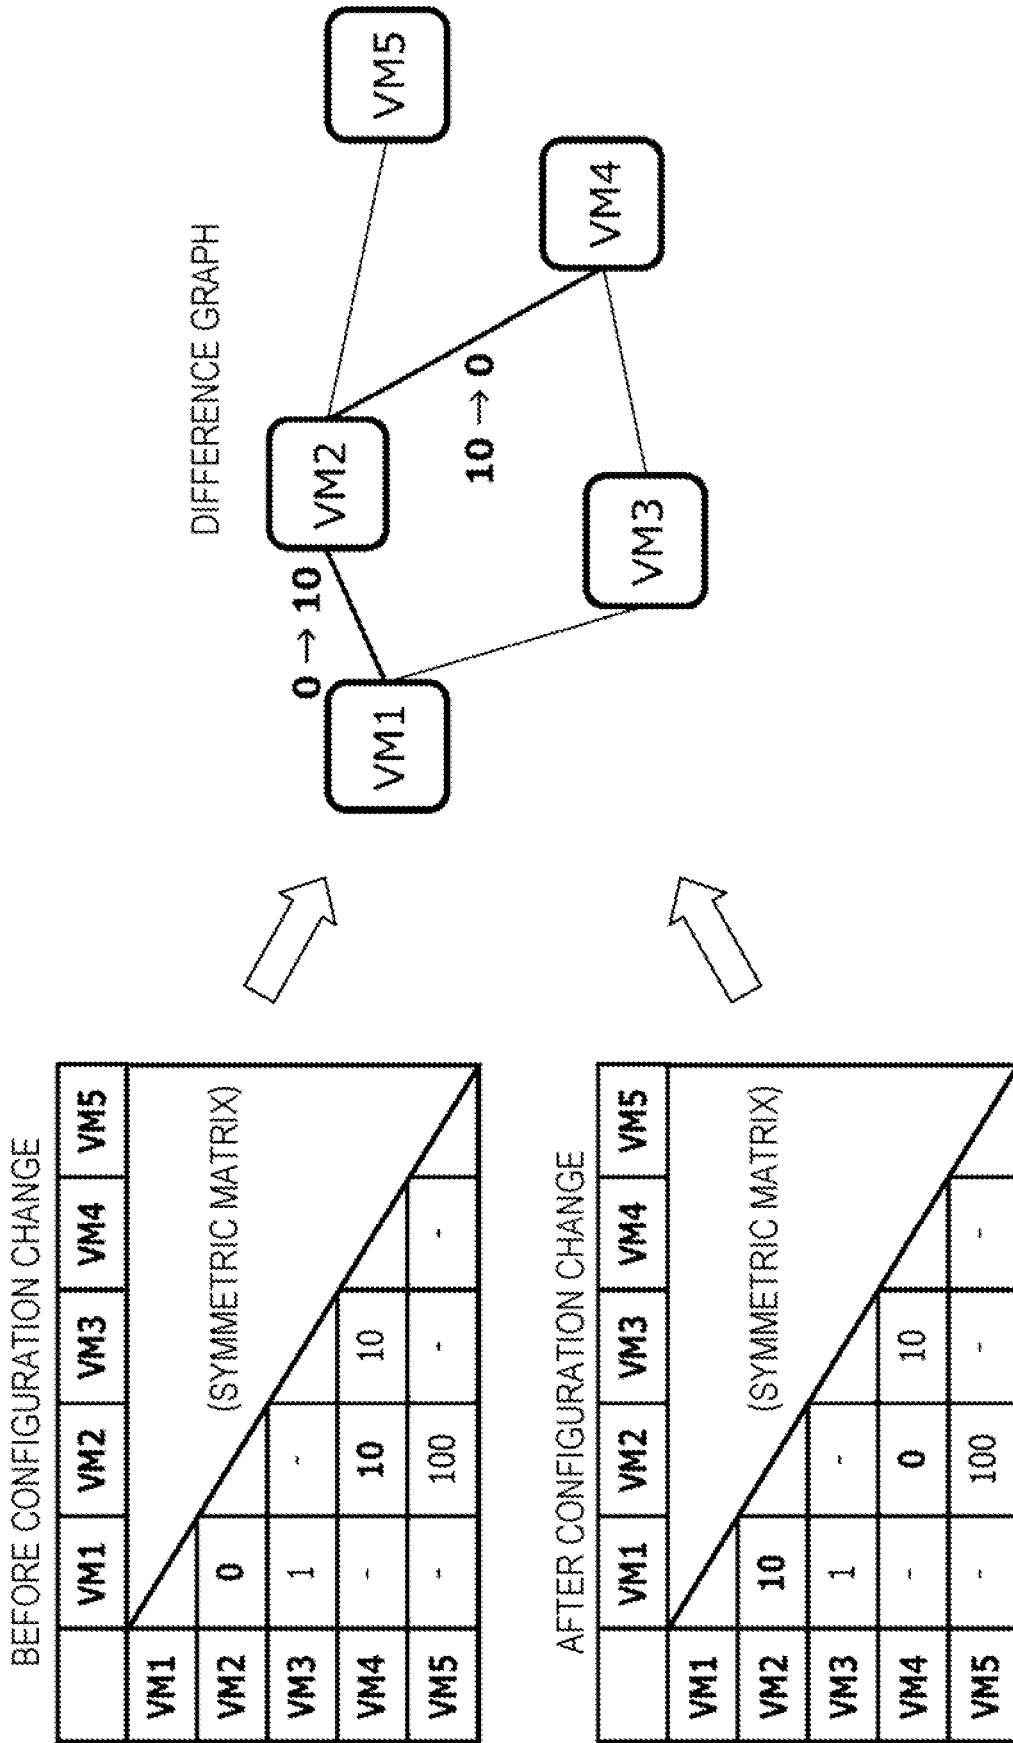 BEFORE CONFIGURATION CHANGE
VM1 VM2 VM3 VM4 VM5
VM1
(SYMMETRIC MATRIX)
VM2 0
VM3 1 -
VM4 - 10 10
VM5 - 100 - -
AFTER CONFIGURATION CHANGE
VM1 VM2 VM3 VM4 VM5
VM1
(SYMMETRIC MATRIX)
VM2 10
VM3 1 -
VM4 - 0 10
VM5 - 100 - -
DIFFERENCE GRAPH
0 → 10
VM2
VM5
VM1
10 → 0
VM4
VM3